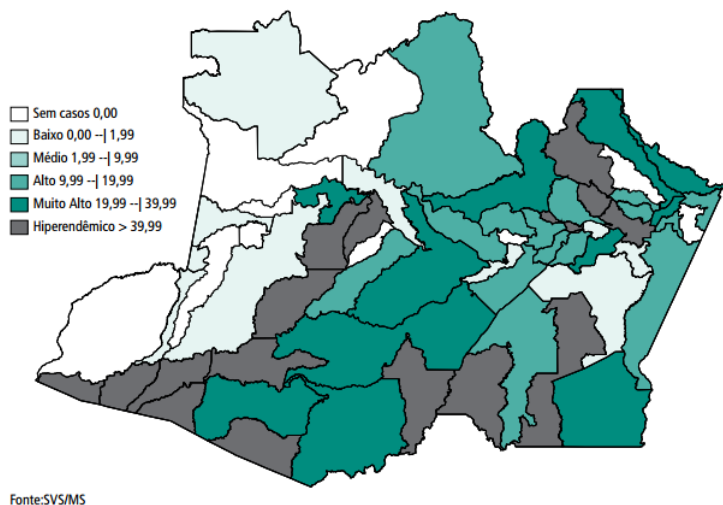 Sem casos 0,00
Baixo 0,00 --| 1,99
Médio 1,99 --| 9,99
Alto 9,99 --| 19,99
Muito Alto 19,99 --| 39,99
Hiperendêmico > 39,99
Fonte:SVS/MS